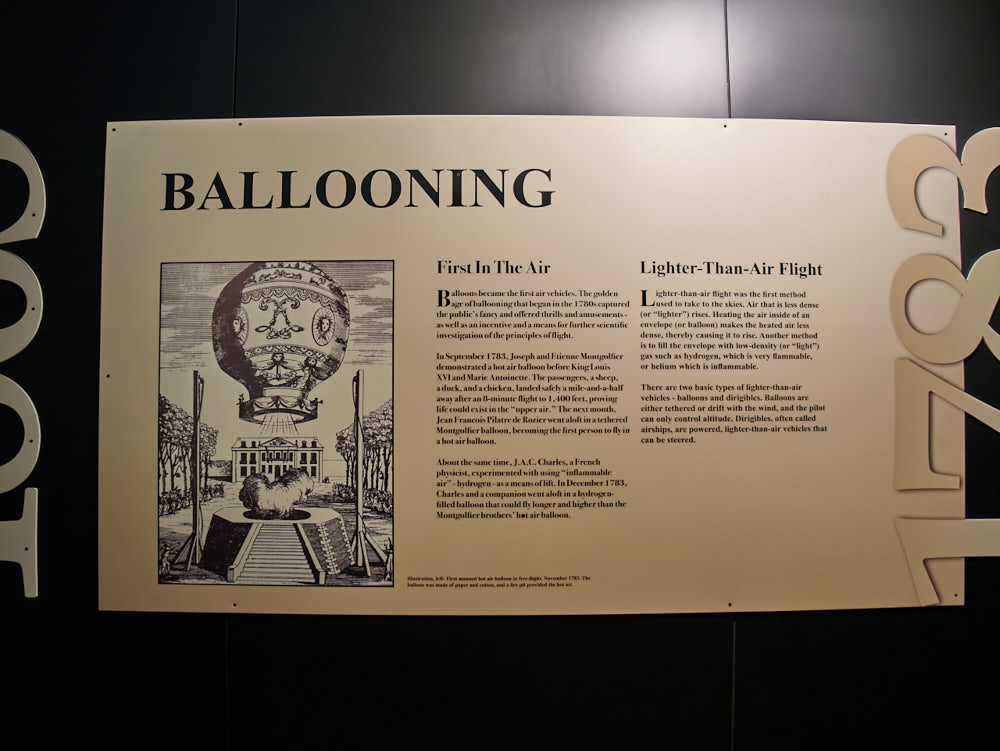 BALLOONING
First In The Air
Balloons became the first air vehicles. The golden
age of ballooning that began in the 1780s captured
the public's fancy and offered thrills and amusements -
as well as an incentive and a means for further scientific
investigation of the principles of flight.
In September 1783, Joseph and Etienne Montgolfier
demonstrated a hot air balloon before King Louis
XVI and Marie Antoinette. The passengers, a sheep,
a duck, and a chicken, landed safely a mile-and-a-half
away after an 8-minute flight to 1,400 feet, proving
life could exist in the "upper air." The next month,
Jean Francois Pilatre de Rozier went aloft in a tethered
Montgolfier balloon, becoming the first person to fly in
a hot air balloon.
About the same time, J.A.C. Charles, a French
physicist, experimented with using "inflammable
air" - hydrogen - as a means of lift. In December 1783,
Charles and a companion went aloft in a hydrogen-
filled balloon that could fly longer and higher than the
Montgolfier brothers' hot air balloon.
Illustration, left: First manned hot air balloon in free-flight, November 1783. The
balloon was made of paper and cotton, and a fire pit provided the hot air.
Lighter-Than-Air Flight
Lighter-than-air flight was the first method
used to take to the skies. Air that is less dense
(or "lighter") rises. Heating the air inside of an
envelope (or balloon) makes the heated air less
dense, thereby causing it to rise. Another method
is to fill the envelope with low-density (or "light")
gas such as hydrogen, which is very flammable,
or helium which is inflammable.
There are two basic types of lighter-than-air
vehicles - balloons and dirigibles. Balloons are
either tethered or drift with the wind, and the pilot
can only control altitude. Dirigibles, often called
airships, are powered, lighter-than-air vehicles that
can be steered.
1783